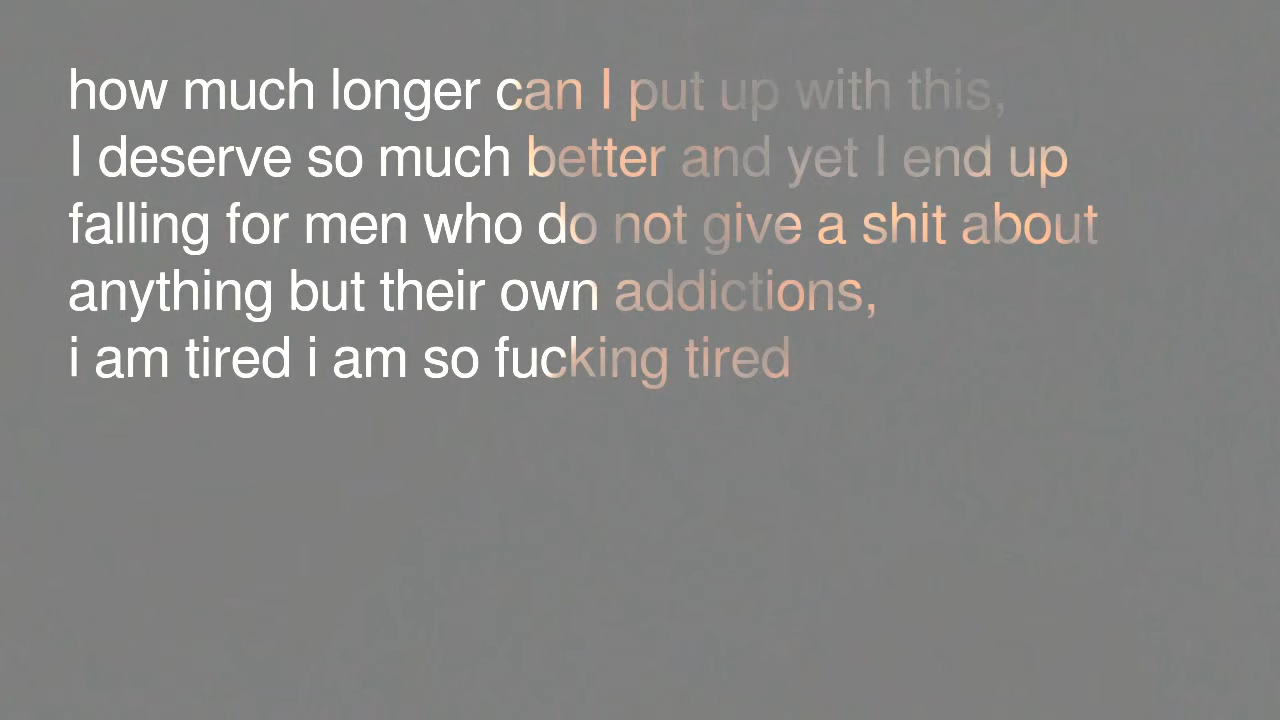 how much longer can I put up with this,
I deserve so much better and yet I end up
falling for men who do not give a shit about
anything but their own addictions,
i am tired i am so fucking tired